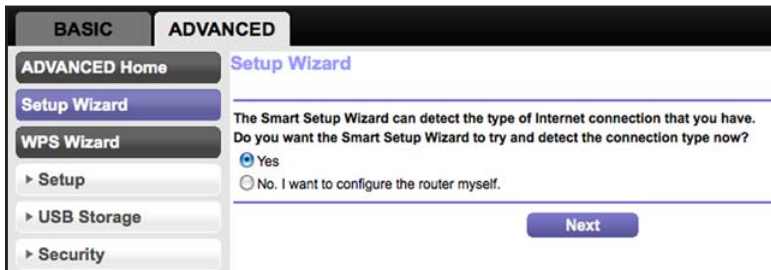 BASIC
ADVANCED
ADVANCED Home
Setup Wizard
WPS Wizard
Setup
USB Storage
Security
Setup Wizard
The Smart Setup Wizard can detect the type of Internet connection that you have.
Do you want the Smart Setup Wizard to try and detect the connection type now?
Yes
No. I want to configure the router myself.
Next